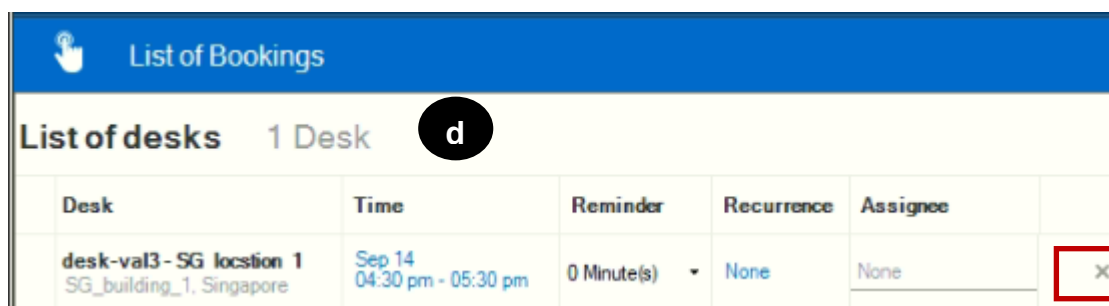 List of Bookings
List of desks 1 Desk d
Desk Time Reminder Recurrence Assignee
desk-val3 - SG locstion 1 Sep 14 0 Minute(s) None None
SG_building_1, Singapore 04:30 pm - 05:30 pm